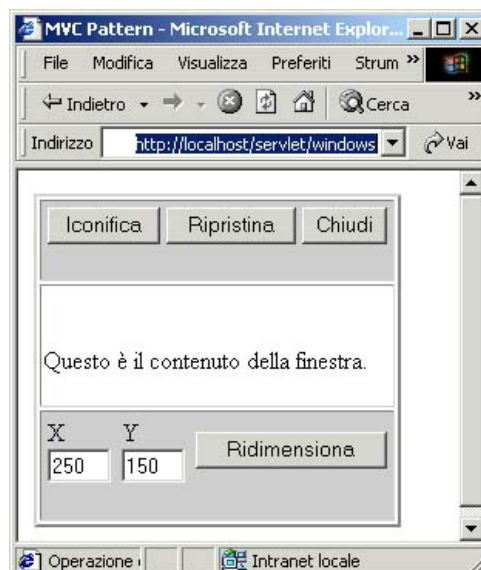 MVC Pattern - Microsoft Internet Explor...
File Modifica Visualizza Preferiti Strum »
Indietro Cerca »
Indirizzo http://localhost/servlet/windows Vai
Iconifica Ripristina Chiudi
Questo è il contenuto della finestra.
X Y
250 150 Ridimensiona
Operazione Intranet locale